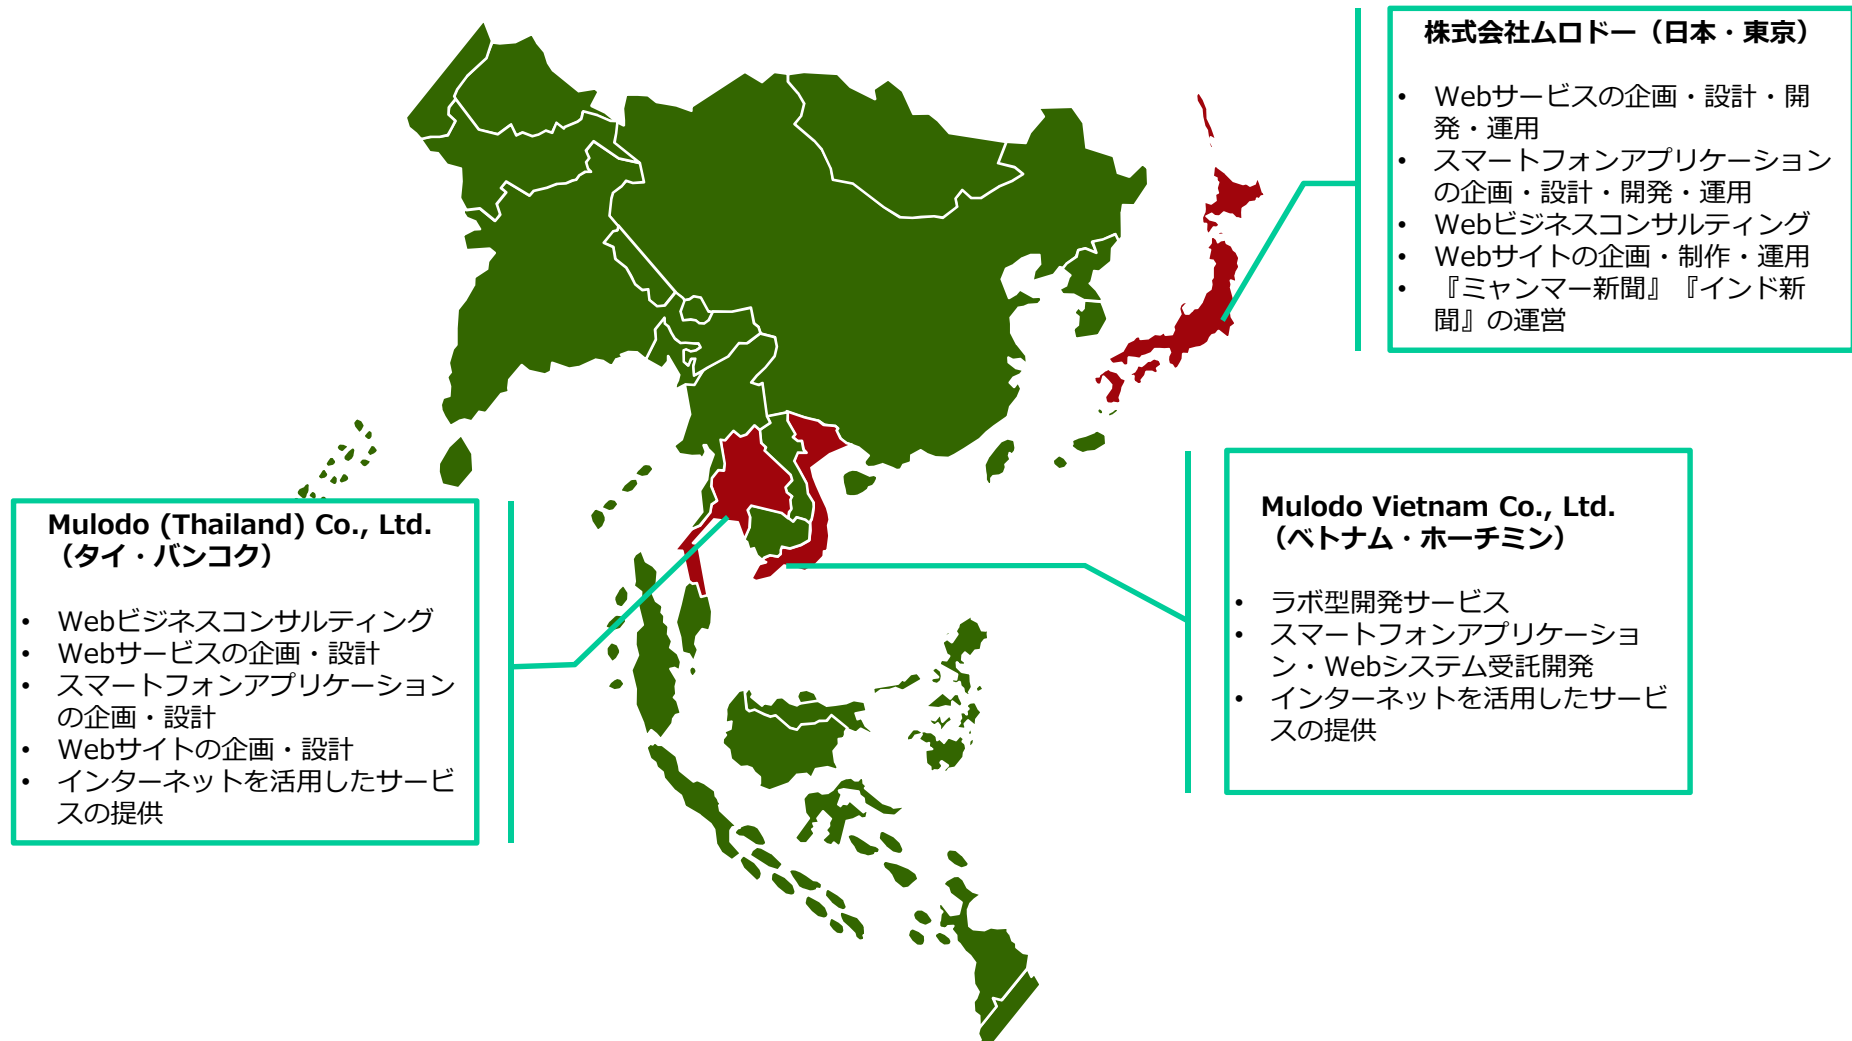 株式会社ムロドー（日本・東京）
• Webサービスの企画・設計・開
発・運用
• スマートフォンアプリケーション
の企画・設計・開発・運用
• Webビジネスコンサルティング
• Webサイトの企画・制作・運用
• 『ミャンマー新聞』『インド新
聞』の運営
Mulodo (Thailand) Co., Ltd.
（タイ・バンコク）
• Webビジネスコンサルティング
• Webサービスの企画・設計
• スマートフォンアプリケーション
の企画・設計
• Webサイトの企画・設計
• インターネットを活用したサービ
スの提供
Mulodo Vietnam Co., Ltd.
（ベトナム・ホーチミン）
• ラボ型開発サービス
• スマートフォンアプリケーショ
ン・Webシステム受託開発
• インターネットを活用したサービ
スの提供